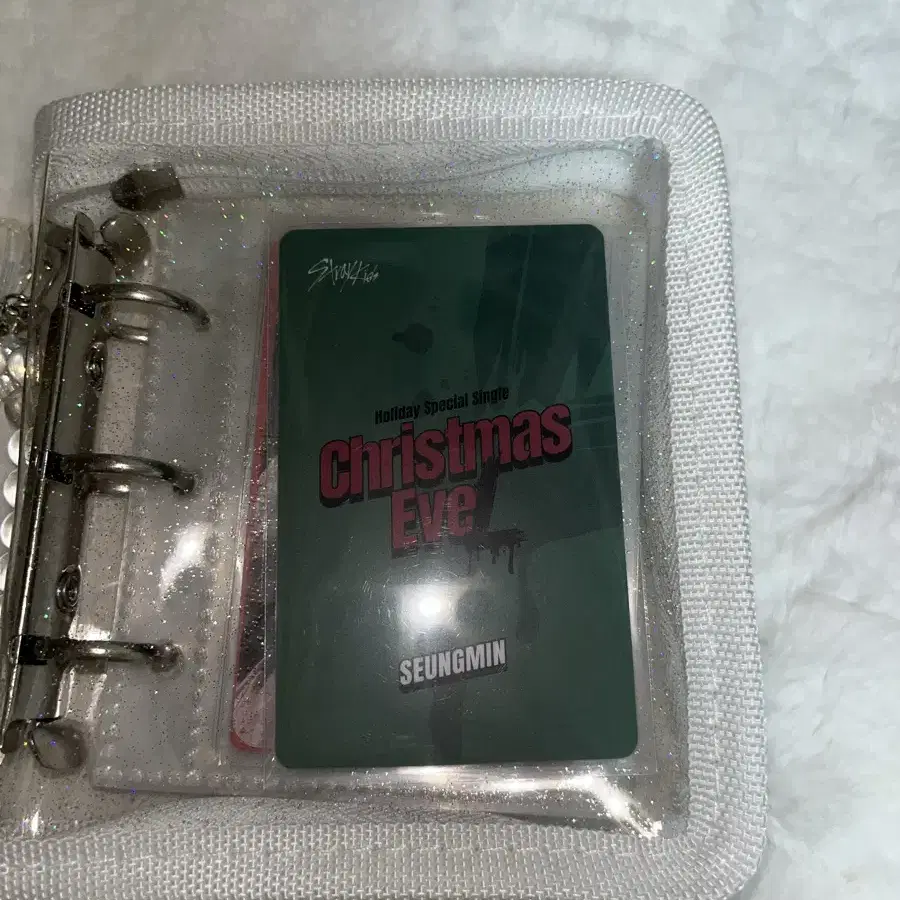 Stray Kids
Holiday Special Single
Christmas
Eve
SEUNGMIN